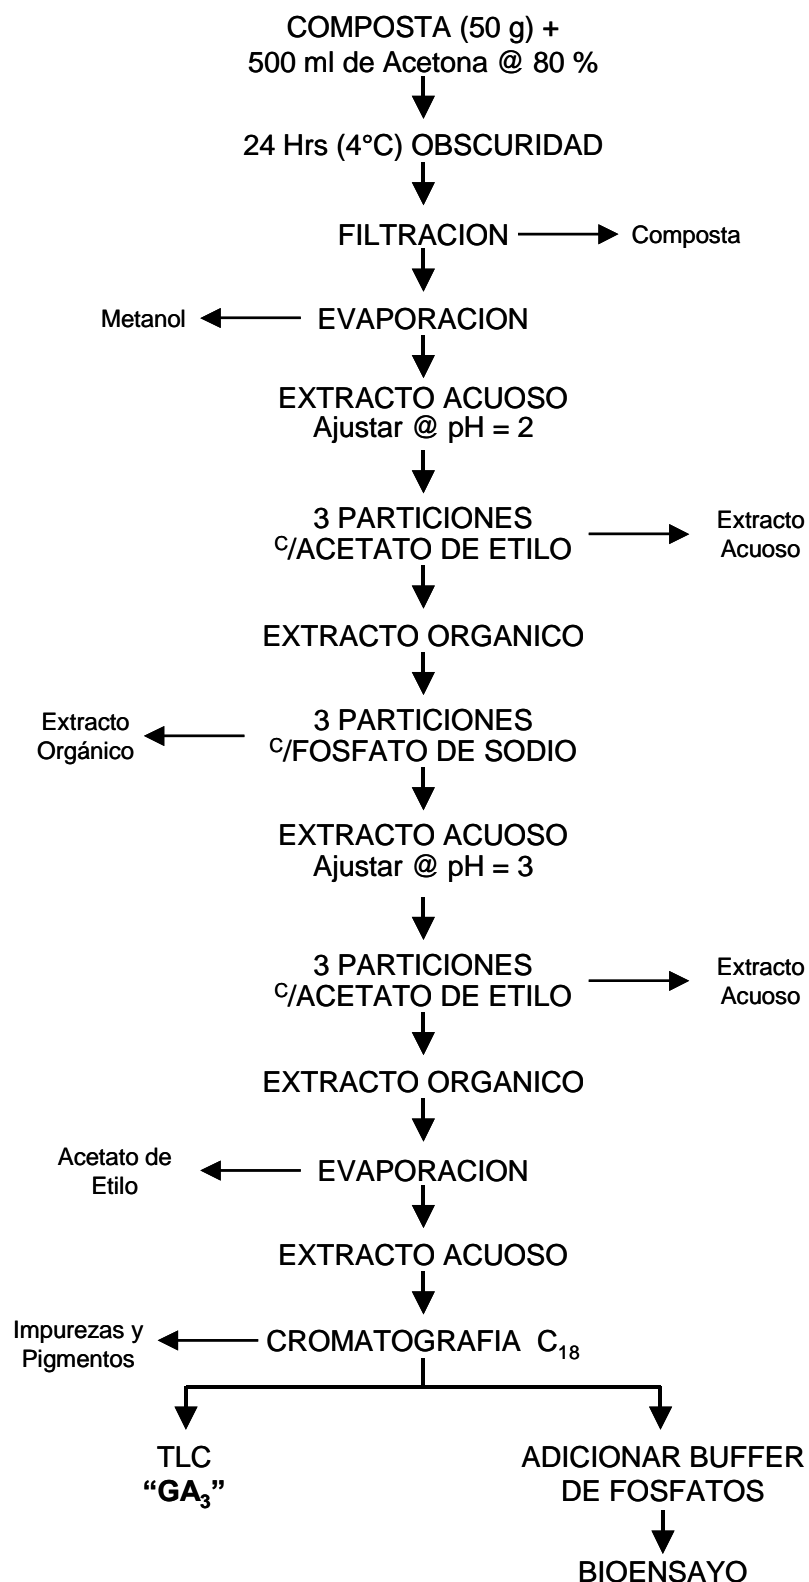 COMPOSTA (50 g) +
500 ml de Acetona @ 80 %
24 Hrs (4°C) OBSCURIDAD
FILTRACION
Composta
Metanol
EVAPORACION
EXTRACTO ACUOSO
Ajustar @ pH = 2
3 PARTICIONES
C/ACETATO DE ETILO
Extracto
Acuoso
EXTRACTO ORGANICO
Extracto
Orgánico
3 PARTICIONES
C/FOSFATO DE SODIO
EXTRACTO ACUOSO
Ajustar @ pH = 3
3 PARTICIONES
C/ACETATO DE ETILO
Extracto
Acuoso
EXTRACTO ORGANICO
Acetato de
Etilo
EVAPORACION
EXTRACTO ACUOSO
Impurezas y
Pigmentos
CROMATOGRAFIA C18
TLC
“GA3”
ADICIONAR BUFFER
DE FOSFATOS
BIOENSAYO